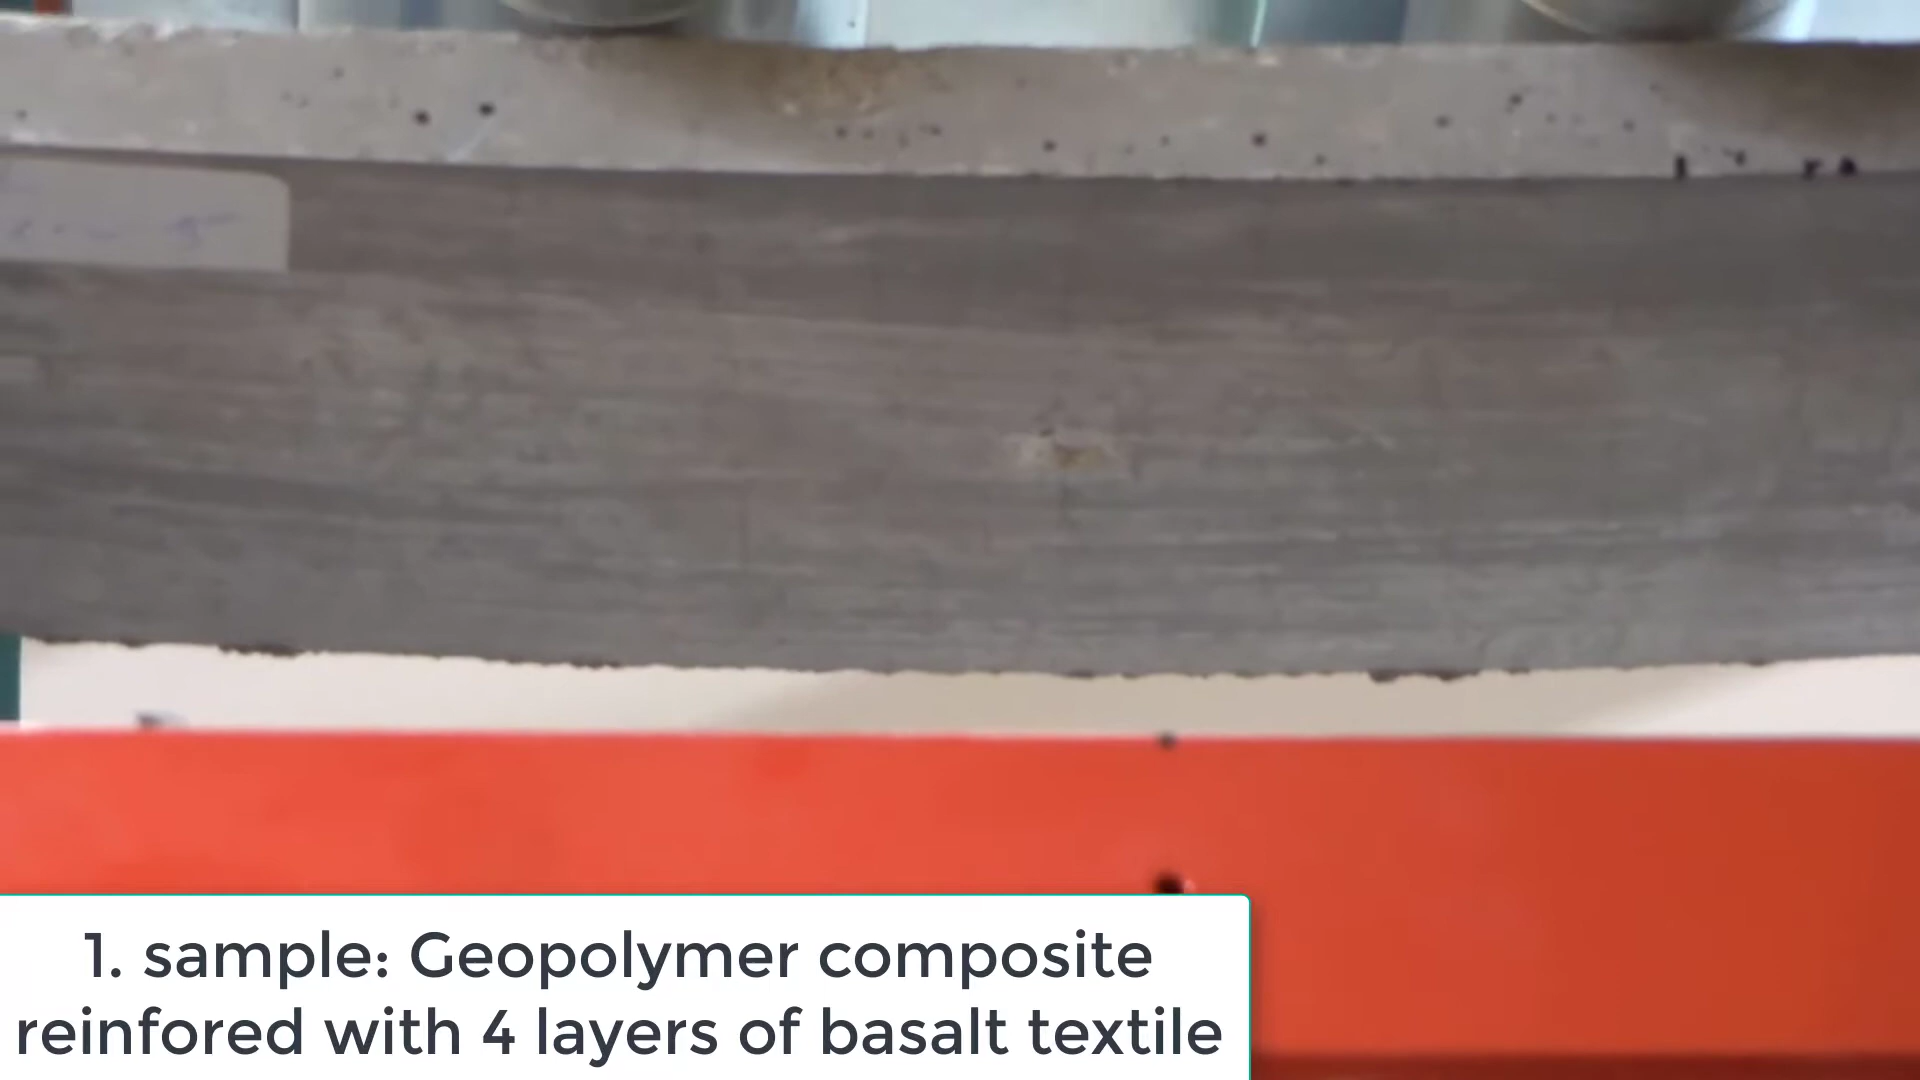 1. sample: Geopolymer composite
reinfored with 4 layers of basalt textile